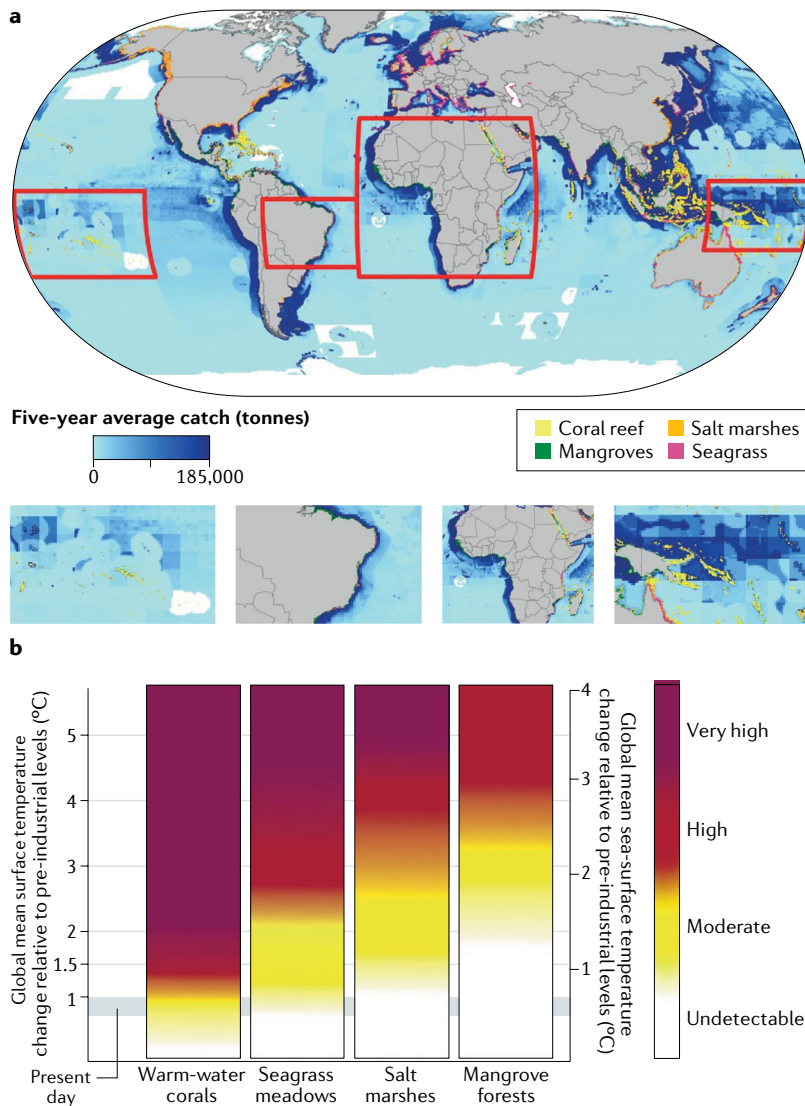 a
Five-year average catch (tonnes)
0
185,000
Coral reef
Salt marshes
Mangroves
Seagrass
b
Global mean surface temperature
change relative to pre-industrial levels (ºC)
5
4
3
2
1.5
1
Present
day
Warm-water
corals
Seagrass
meadows
Salt
marshes
Mangrove
forests
4
3
2
1
Global mean sea-surface temperature
change relative to pre-industrial levels (ºC)
Very high
High
Moderate
Undetectable